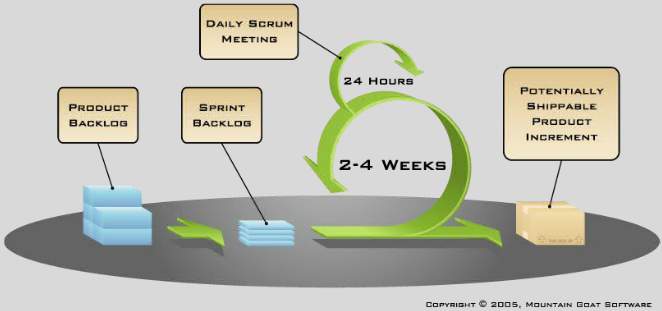 DAILY SCRUM
MEETING
24 HOURS
PRODUCT
BACKLOG
SPRINT
BACKLOG
POTENTIALLY
SHIPPABLE
PRODUCT
INCREMENT
2-4 WEEKS
COPYRIGHT © 2005, MOUNTAIN GOAT SOFTWARE